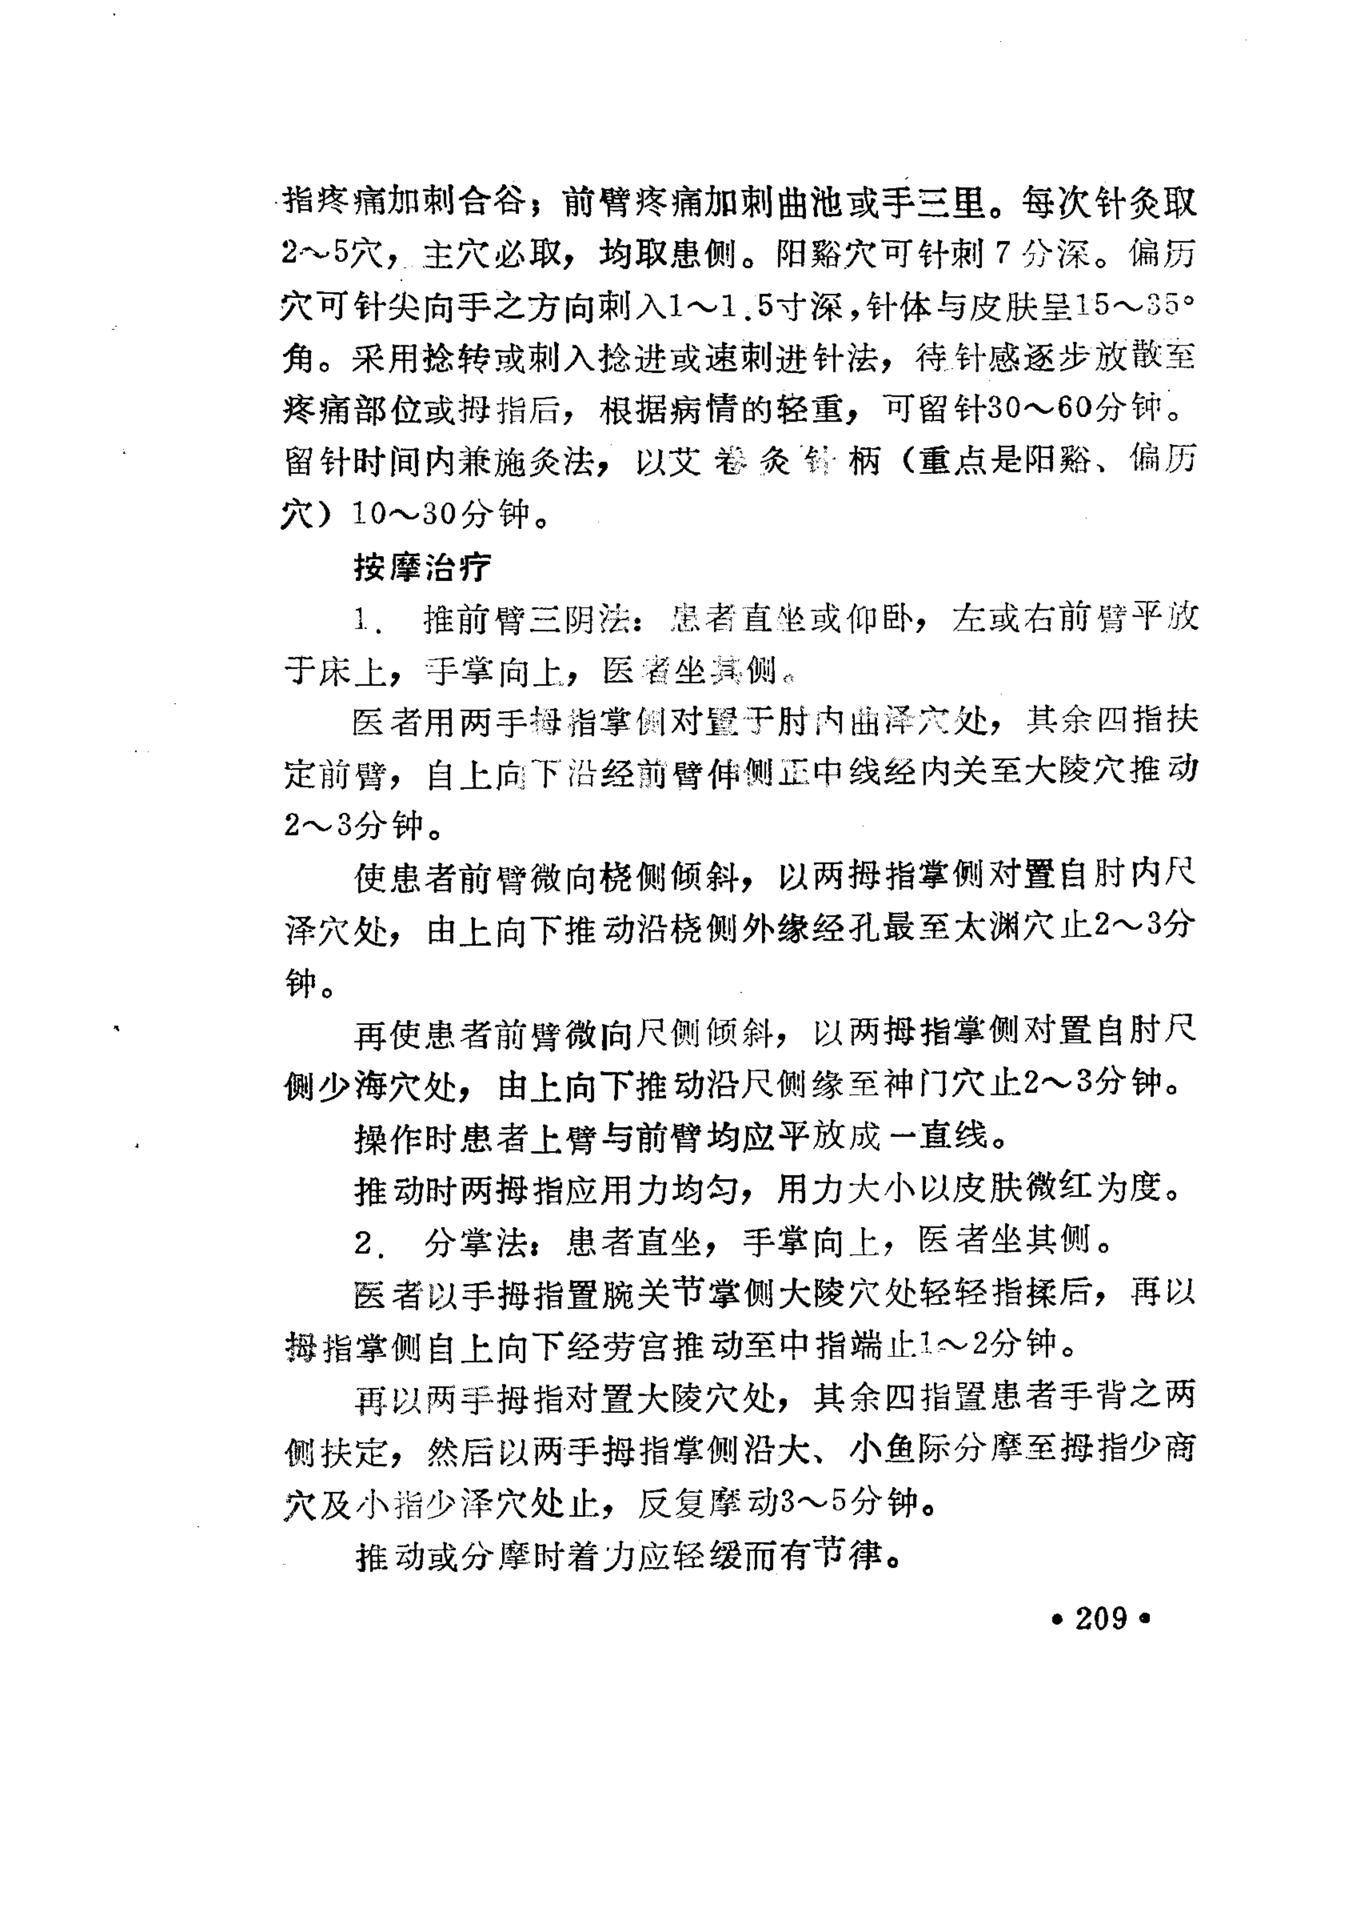 指疼痛加刺合谷；前臂疼痛加刺曲池或手三里。每次针灸取
2～5穴，主穴必取，均取患侧。阳谿穴可针刺7分深。偏历
穴可针尖向手之方向刺入1～1.5寸深，针体与皮肤呈15～35°
角。采用捻转或刺入捻进或速刺进针法，待针感逐步放散至
疼痛部位或拇指后，根据病情的轻重，可留针30～60分钟。
留针时间内兼施灸法，以艾卷灸针柄（重点是阳谿、偏历
穴）10～30分钟。
按摩治疗
1. 推前臂三阴法：患者直坐或仰卧，左或右前臂平放
于床上，手掌向上，医者坐其侧。
医者用两手拇指掌侧对置于肘内曲泽穴处，其余四指扶
定前臂，自上向下沿经前臂伸侧正中线经内关至大陵穴推动
2～3分钟。
使患者前臂微向桡侧倾斜，以两拇指掌侧对置自肘内尺
泽穴处，由上向下推动沿桡侧外缘经孔最至太渊穴止2～3分
钟。
再使患者前臂微向尺侧倾斜，以两拇指掌侧对置自肘尺
侧少海穴处，由上向下推动沿尺侧缘至神门穴止2～3分钟。
操作时患者上臂与前臂均应平放成一直线。
推动时两拇指应用力均匀，用力大小以皮肤微红为度。
2. 分掌法：患者直坐，手掌向上，医者坐其侧。
医者以手拇指置腕关节掌侧大陵穴处轻轻指揉后，再以
拇指掌侧自上向下经劳宫推动至中指端止1～2分钟。
再以两手拇指对置大陵穴处，其余四指置患者手背之两
侧扶定，然后以两手拇指掌侧沿大、小鱼际分摩至拇指少商
穴及小指少泽穴处止，反复摩动3～5分钟。
推动或分摩时着力应轻缓而有节律。
•209•